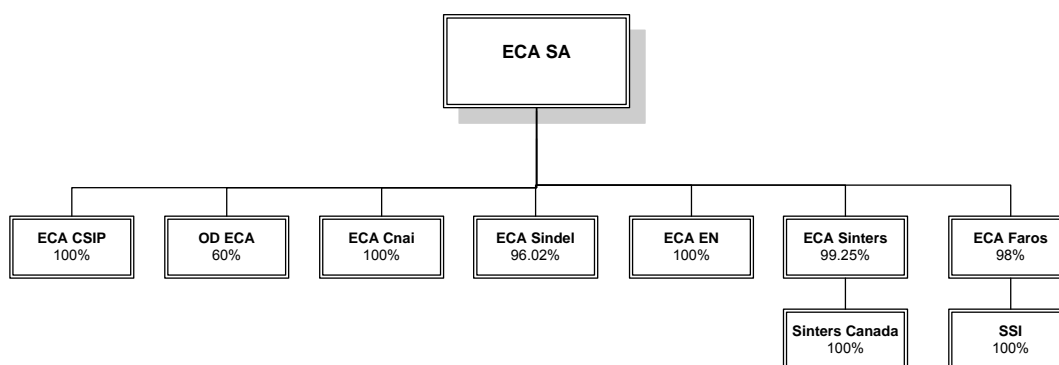 ECA SA
ECA CSIP
100%
OD ECA
60%
ECA Cnai
100%
ECA Sindel
96.02%
ECA EN
100%
ECA Sinters
99.25%
ECA Faros
98%
Sinters Canada
100%
SSI
100%